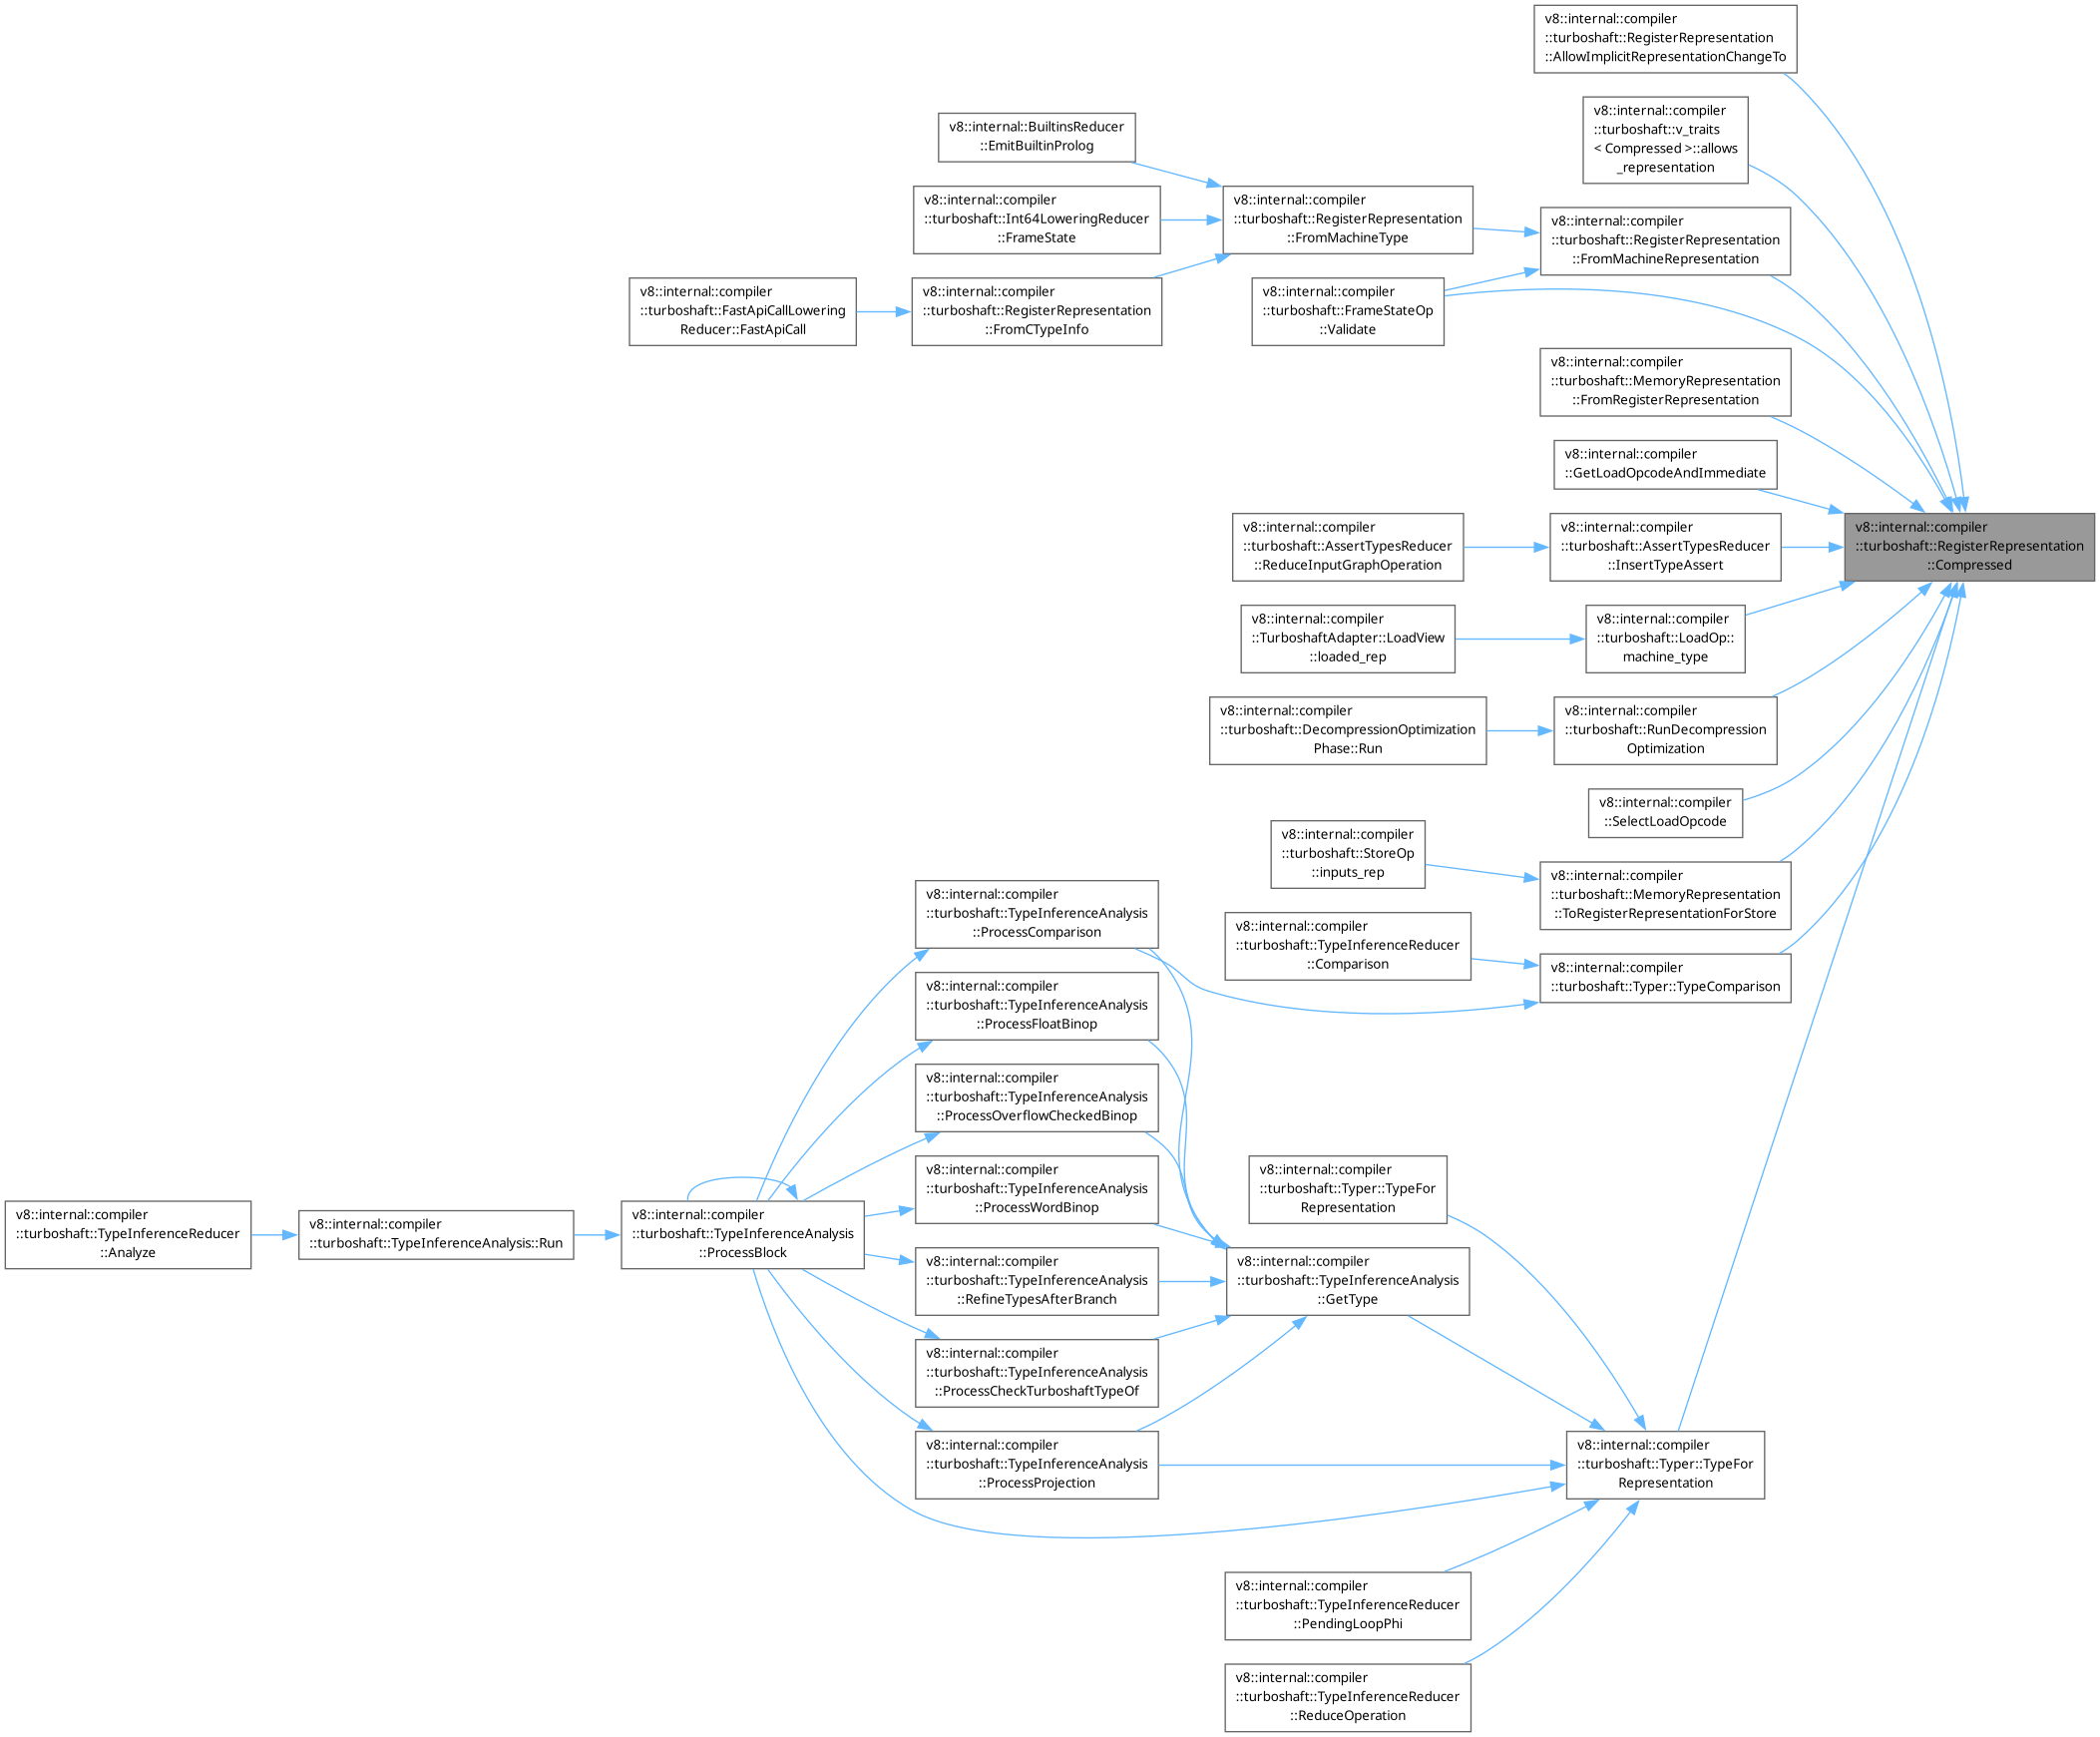 v8::internal::compiler
::turboshaft::RegisterRepresentation
::AllowImplicitRepresentationChangeTo
v8::internal::compiler
::turboshaft::v_traits
< Compressed >::allows
_representation
v8::internal::BuiltinsReducer
::EmitBuiltinProlog
v8::internal::compiler
::turboshaft::Int64LoweringReducer
::FrameState
v8::internal::compiler
::turboshaft::RegisterRepresentation
::FromMachineType
v8::internal::compiler
::turboshaft::RegisterRepresentation
::FromMachineRepresentation
v8::internal::compiler
::turboshaft::FastApiCallLowering
Reducer::FastApiCall
v8::internal::compiler
::turboshaft::RegisterRepresentation
::FromCTypeInfo
v8::internal::compiler
::turboshaft::FrameStateOp
::Validate
v8::internal::compiler
::turboshaft::MemoryRepresentation
::FromRegisterRepresentation
v8::internal::compiler
::GetLoadOpcodeAndImmediate
v8::internal::compiler
::turboshaft::AssertTypesReducer
::ReduceInputGraphOperation
v8::internal::compiler
::turboshaft::AssertTypesReducer
::InsertTypeAssert
v8::internal::compiler
::turboshaft::RegisterRepresentation
::Compressed
v8::internal::compiler
::TurboshaftAdapter::LoadView
::loaded_rep
v8::internal::compiler
::turboshaft::LoadOp::
machine_type
v8::internal::compiler
::turboshaft::DecompressionOptimization
Phase::Run
v8::internal::compiler
::turboshaft::RunDecompression
Optimization
v8::internal::compiler
::SelectLoadOpcode
v8::internal::compiler
::turboshaft::StoreOp
::inputs_rep
v8::internal::compiler
::turboshaft::MemoryRepresentation
::ToRegisterRepresentationForStore
v8::internal::compiler
::turboshaft::TypeInferenceAnalysis
::ProcessComparison
v8::internal::compiler
::turboshaft::TypeInferenceReducer
::Comparison
v8::internal::compiler
::turboshaft::Typer::TypeComparison
v8::internal::compiler
::turboshaft::TypeInferenceAnalysis
::ProcessFloatBinop
v8::internal::compiler
::turboshaft::TypeInferenceAnalysis
::ProcessOverflowCheckedBinop
v8::internal::compiler
::turboshaft::TypeInferenceAnalysis
::ProcessWordBinop
v8::internal::compiler
::turboshaft::Typer::TypeFor
Representation
v8::internal::compiler
::turboshaft::TypeInferenceReducer
::Analyze
v8::internal::compiler
::turboshaft::TypeInferenceAnalysis::Run
v8::internal::compiler
::turboshaft::TypeInferenceAnalysis
::ProcessBlock
v8::internal::compiler
::turboshaft::TypeInferenceAnalysis
::RefineTypesAfterBranch
v8::internal::compiler
::turboshaft::TypeInferenceAnalysis
::GetType
v8::internal::compiler
::turboshaft::TypeInferenceAnalysis
::ProcessCheckTurboshaftTypeOf
v8::internal::compiler
::turboshaft::TypeInferenceAnalysis
::ProcessProjection
v8::internal::compiler
::turboshaft::Typer::TypeFor
Representation
v8::internal::compiler
::turboshaft::TypeInferenceReducer
::PendingLoopPhi
v8::internal::compiler
::turboshaft::TypeInferenceReducer
::ReduceOperation